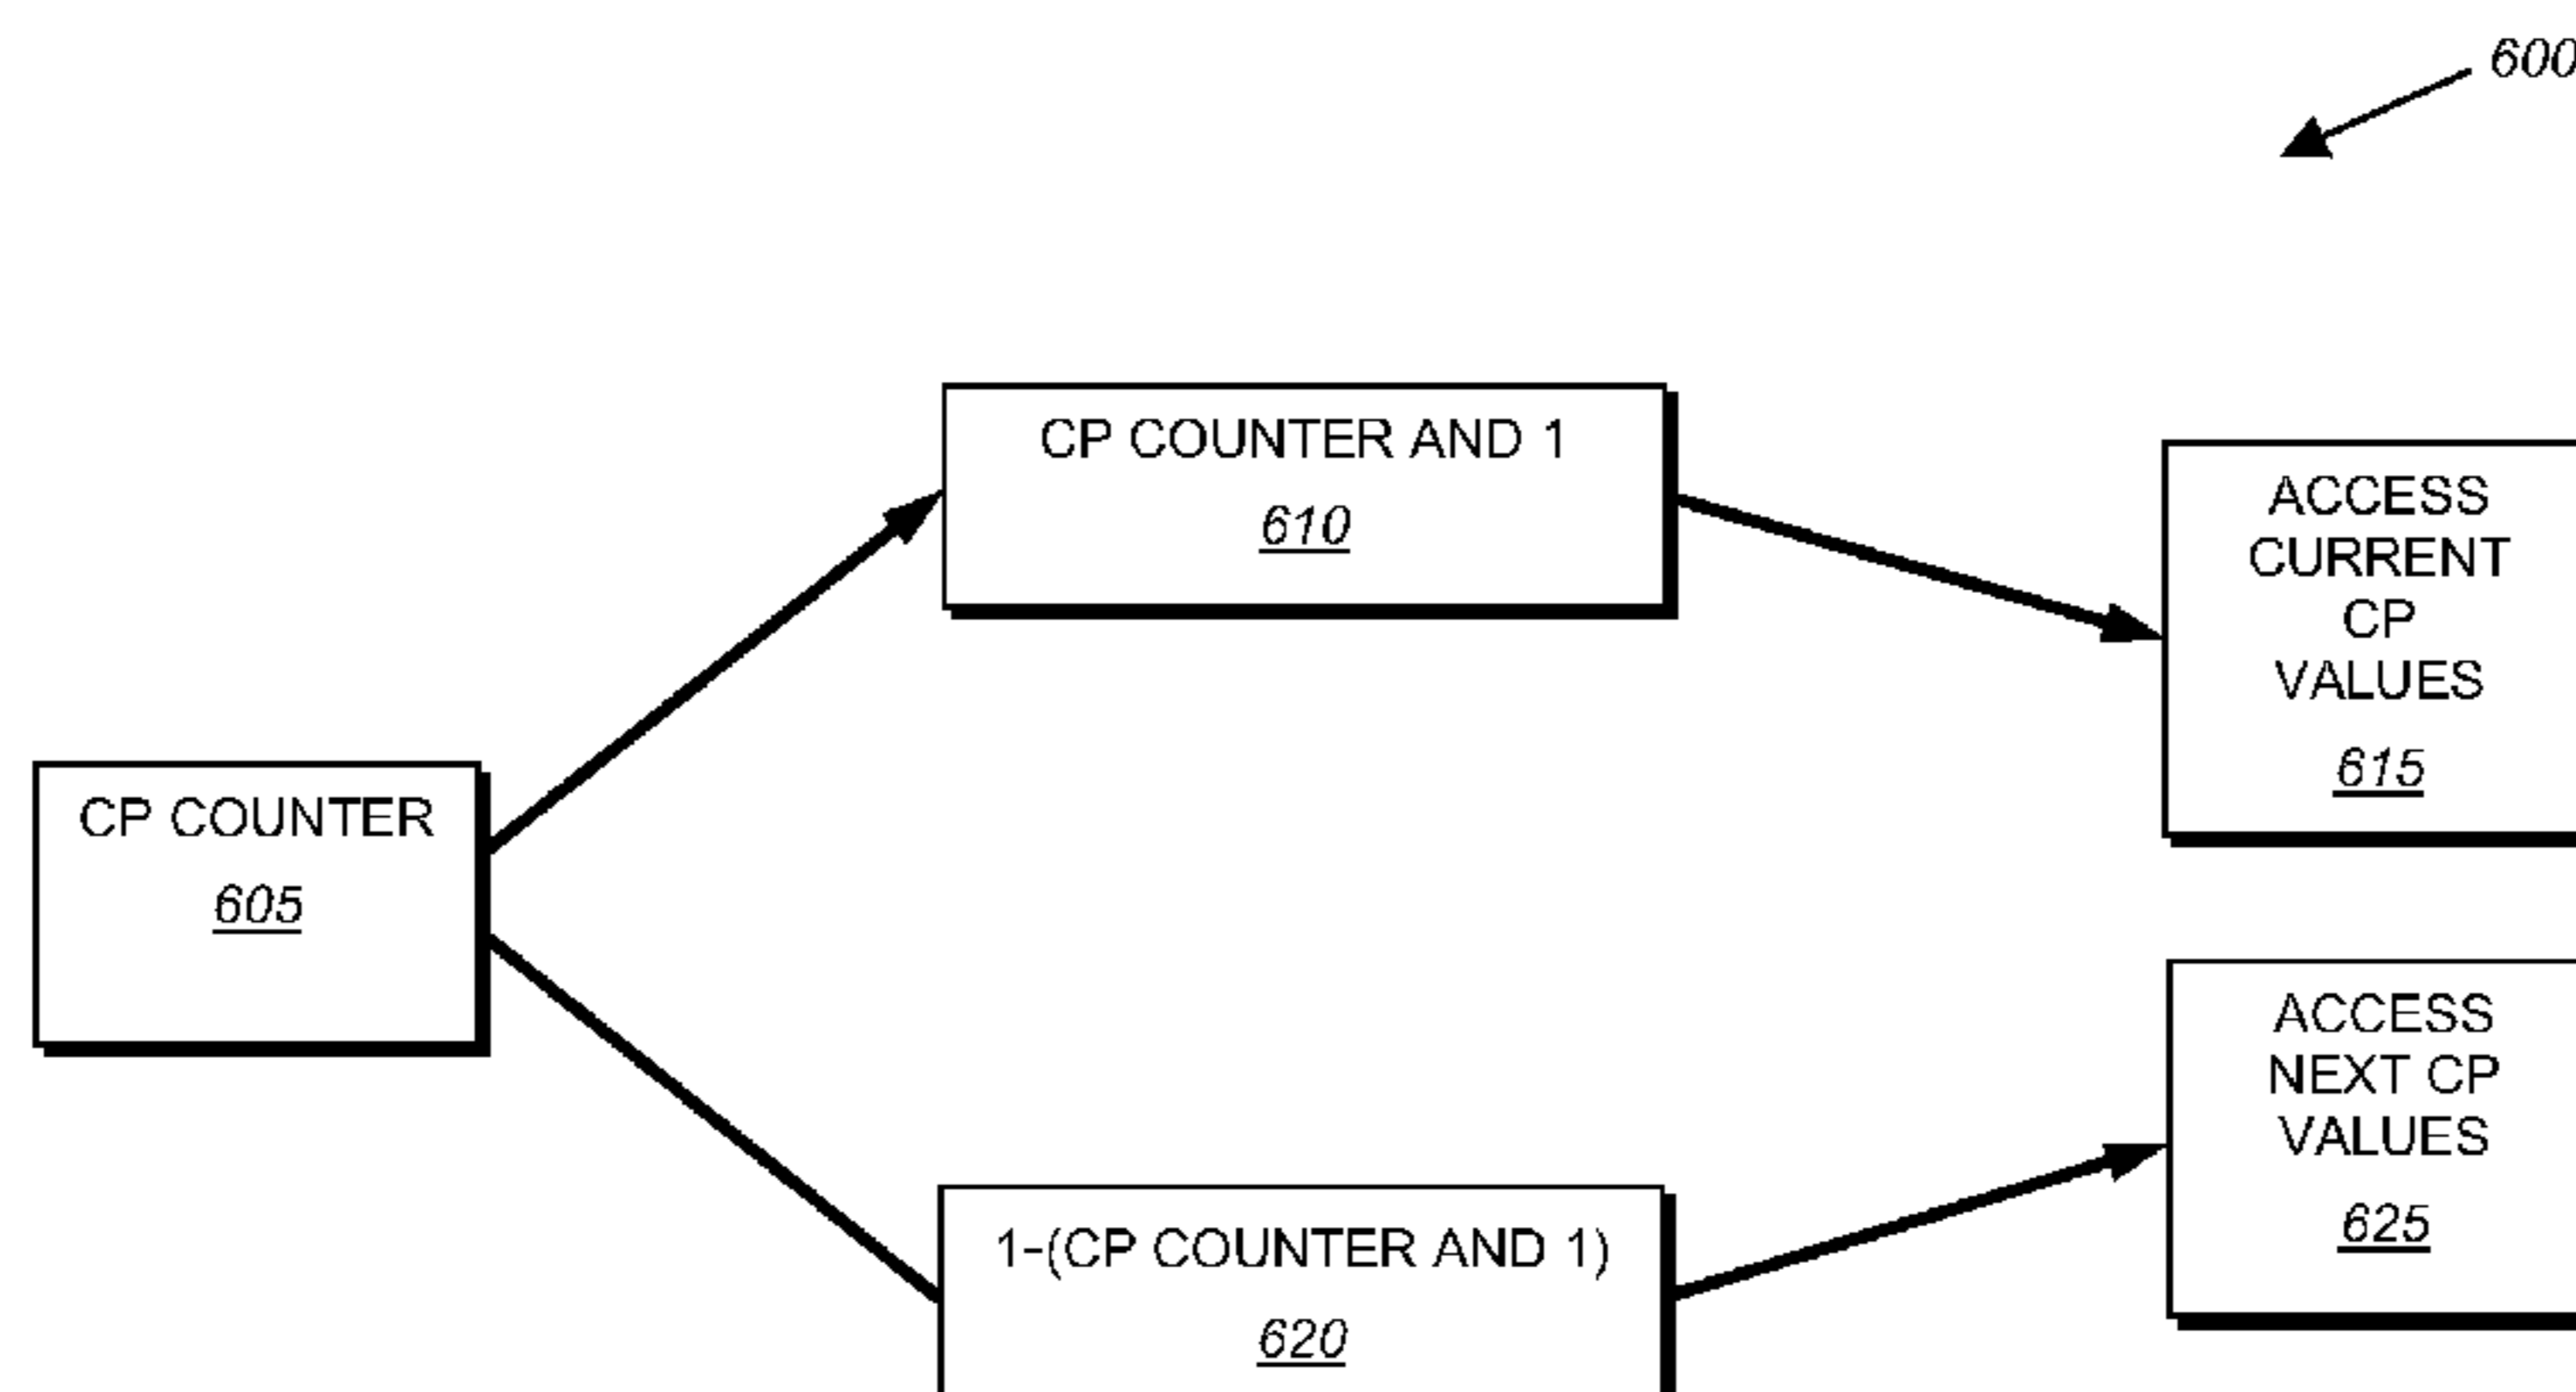 600
CP COUNTER AND 1
610
ACCESS
CURRENT
CP
VALUES
615
CP COUNTER
605
ACCESS
NEXT CP
VALUES
625
1-(CP COUNTER AND 1)
620